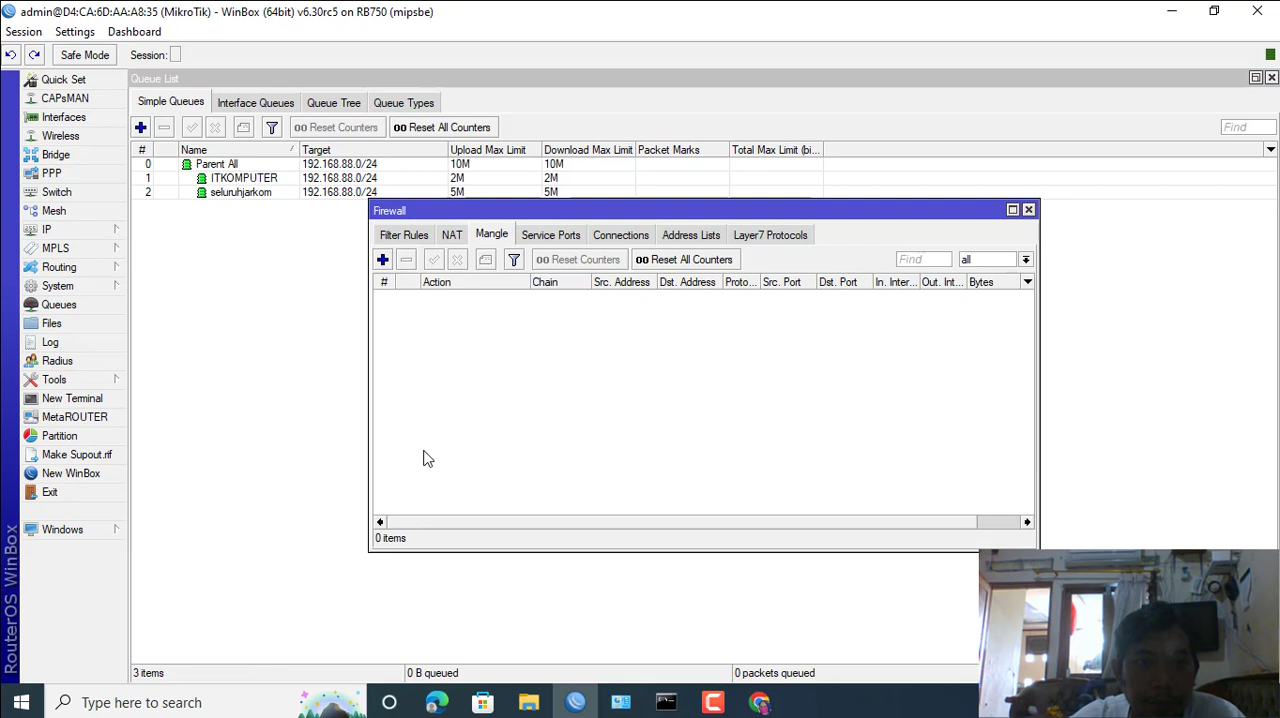 admin@D4:CA:6D:AA:A8:35 (MikroTik) - WinBox (64bit) v6.30rc5 on RB750 (mipsbe)
Session Settings Dashboard
Safe Mode Session:
Queue List
Simple Queues Interface Queues Queue Tree Queue Types
00 Reset Counters 00 Reset All Counters Find
# Name / Target Upload Max Limit Download Max Limit Packet Marks Total Max Limit (bi...
0 Parent All 192.168.88.0/24 10M 10M
1 ITKOMPUTER 192.168.88.0/24 2M 2M
2 seluruhjarkom 192.168.88.0/24 5M 5M
Quick Set
CAPsMAN
Interfaces
Wireless
Bridge
PPP
Switch
Mesh
IP
MPLS
Routing
System
Queues
Files
Log
Radius
Tools
New Terminal
MetaROUTER
Partition
Make Supout.rif
New WinBox
Exit
Windows
RouterOS WinBox
Firewall
Filter Rules NAT Mangle Service Ports Connections Address Lists Layer7 Protocols
00 Reset Counters 00 Reset All Counters Find all
# Action Chain Src. Address Dst. Address Proto... Src. Port Dst. Port In. Inter... Out. Int... Bytes
0 items
3 items 0 B queued 0 packets queued
Type here to search